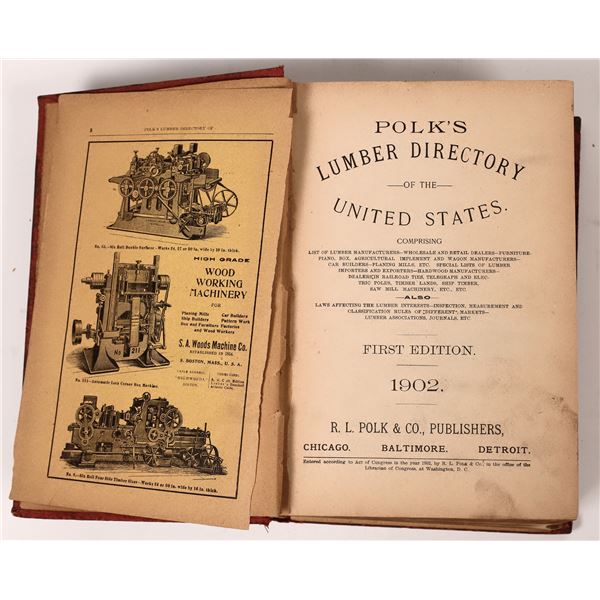 2 POLK'S LUMBER DIRECTORY OF
Six Roll Double Surfacer—Works 24, 27 or 30 in. wide by 10 in. thick.
HIGH GRADE
WOOD
WORKING
MACHINERY
FOR
Planing Mills Car Builders
Ship Builders Pattern Work
Box and Furniture Factories
and Wood Workers
S. A. Woods Machine Co.
ESTABLISHED IN 1854.
S. BOSTON, MASS., U. S. A.
No 211
No. 211—Automatic Lock Corner Box Machine.
Six Roll Four Side Timber Sizer—Works 24 or 30 in. wide by 16 in. thick.
POLK'S
LUMBER DIRECTORY
—OF THE—
UNITED STATES.
COMPRISING
LIST OF LUMBER MANUFACTURERS—WHOLESALE AND RETAIL DEALERS—FURNITURE,
PIANO, BOX, AGRICULTURAL IMPLEMENT AND WAGON MANUFACTURERS—
CAR BUILDERS—PLANING MILLS, ETC. SPECIAL LISTS OF LUMBER
IMPORTERS AND EXPORTERS—HARDWOOD MANUFACTURERS—
DEALERS IN RAILROAD TIES, TELEGRAPH AND ELEC-
TRIC POLES, TIMBER LANDS, SHIP TIMBER,
SAW MILL MACHINERY, ETC., ETC.
—ALSO—
LAWS AFFECTING THE LUMBER INTERESTS—INSPECTION, MEASUREMENT AND
CLASSIFICATION RULES OF DIFFERENT MARKETS—
LUMBER ASSOCIATIONS, JOURNALS, ETC.
FIRST EDITION.
1902.
R. L. POLK & CO., PUBLISHERS,
CHICAGO. BALTIMORE. DETROIT.
Entered according to Act of Congress in the year 1902, by R. L. Polk & Co., in the office of the
Librarian of Congress, at Washington, D. C.